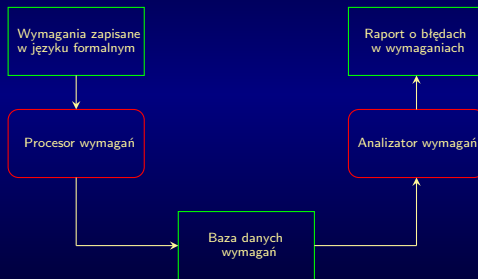 Wymagania zapisane
w języku formalnym
Raport o błędach
w wymaganiach
Procesor wymagań
Analizator wymagań
Baza danych
wymagań